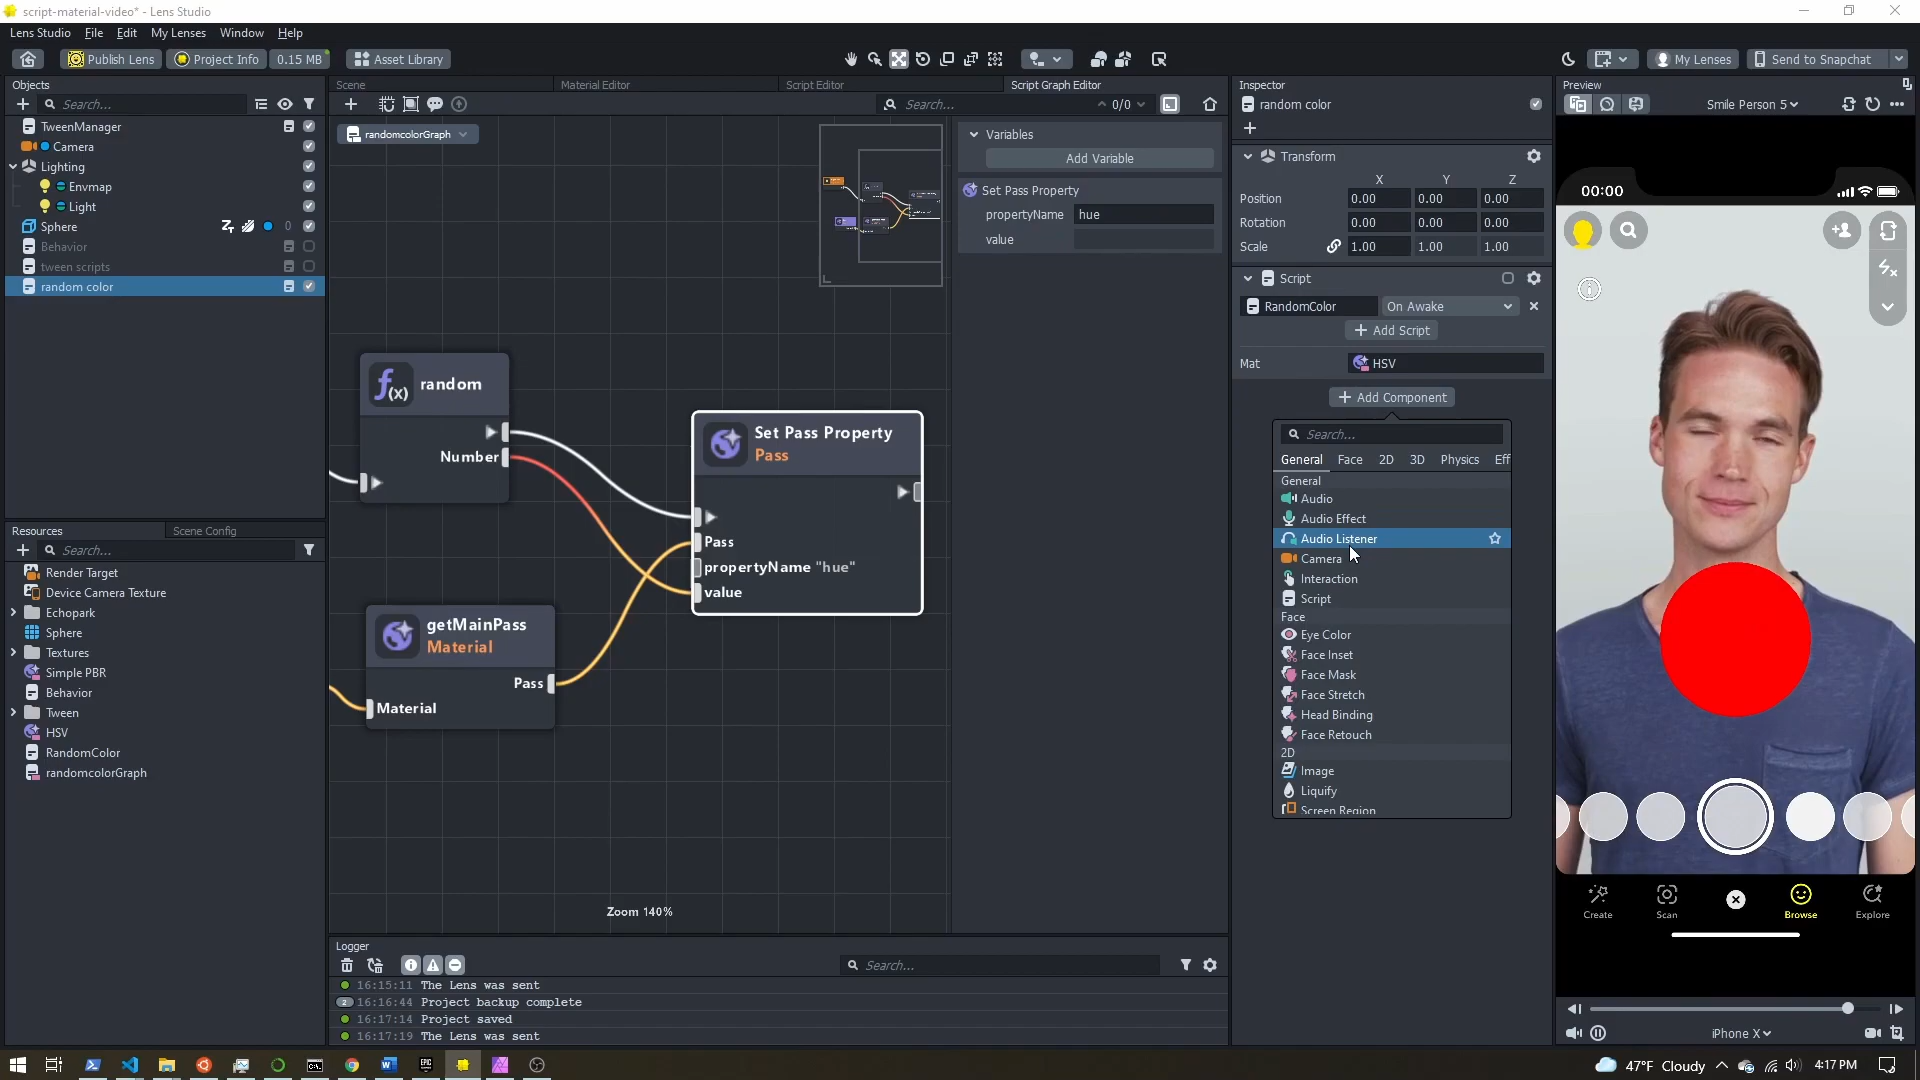 script-material-video* - Lens Studio
Lens Studio File Edit My Lenses Window Help
Publish Lens Project Info 0.15 MB Asset Library My Lenses Send to Snapchat
Objects
Search...
TweenManager
Camera
Lighting
Envmap
Light
Sphere 0
Behavior
tween scripts
random color
Resources Scene Config
Search...
Render Target
Device Camera Texture
Echopark
Sphere
Textures
Simple PBR
Behavior
Tween
HSV
RandomColor
randomcolorGraph
Scene Material Editor Script Editor Script Graph Editor
Search... 0/0
randomcolorGraph
f(x) random
Number
getMainPass
Material
Pass
Material
Set Pass Property
Pass
Pass
propertyName "hue"
value
Zoom 140%
Variables
Add Variable
Set Pass Property
propertyName hue
value
Logger
Search...
16:15:11 The Lens was sent
2 16:16:44 Project backup complete
16:17:14 Project saved
16:17:19 The Lens was sent
Inspector
random color
Transform
X Y Z
Position 0.00 0.00 0.00
Rotation 0.00 0.00 0.00
Scale 1.00 1.00 1.00
Script
RandomColor On Awake
+ Add Script
Mat HSV
+ Add Component
Search...
General Face 2D 3D Physics Eff
General
Audio
Audio Effect
Audio Listener
Camera
Interaction
Script
Face
Eye Color
Face Inset
Face Mask
Face Stretch
Head Binding
Face Retouch
2D
Image
Liquify
Screen Region
Preview
Smile Person 5
00:00
Create Scan Browse Explore
iPhone X
47°F Cloudy 4:17 PM